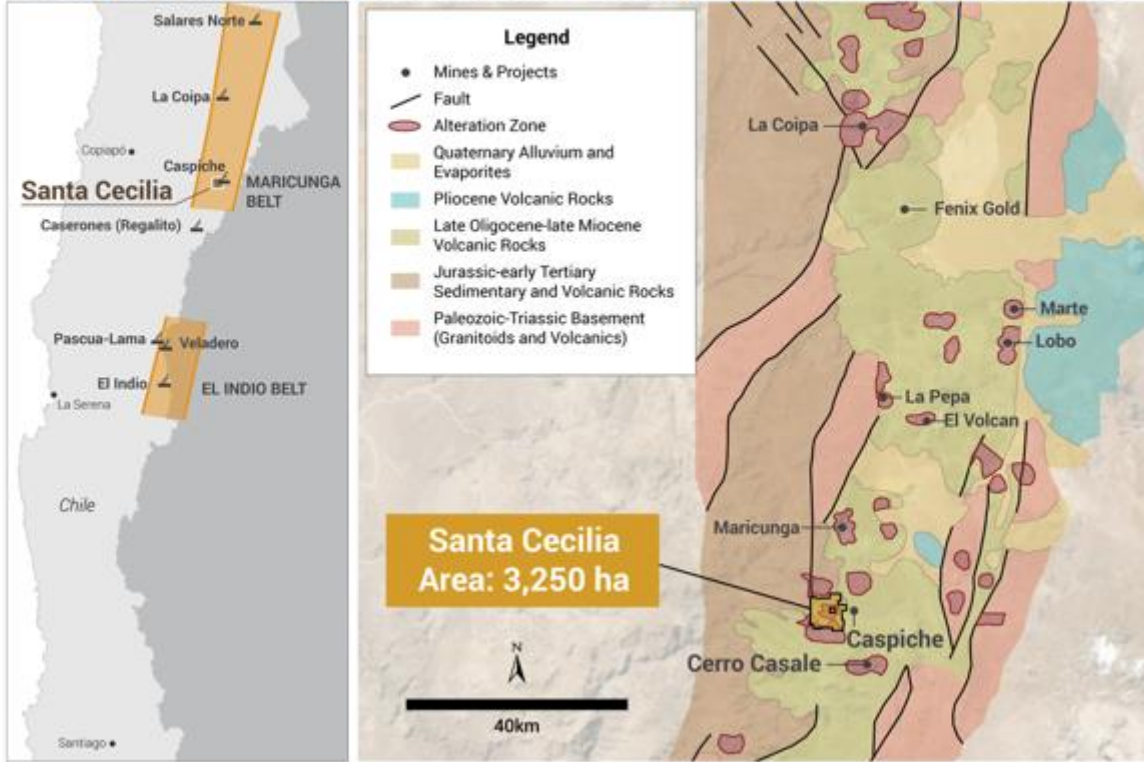 Salares Norte
La Coipa
Copiapó
Caspiche
Santa Cecilia
MARICUNGA
BELT
Caserones (Regalito)
Pascua-Lama
Veladero
El Indio
EL INDIO BELT
La Serena
Chile
Santiago
Legend
Mines & Projects
Fault
Alteration Zone
Quaternary Alluvium and
Evaporites
Pliocene Volcanic Rocks
Late Oligocene-late Miocene
Volcanic Rocks
Jurassic-early Tertiary
Sedimentary and Volcanic Rocks
Paleozoic-Triassic Basement
(Granitoids and Volcanics)
La Coipa
Fenix Gold
Marte
Lobo
La Pepa
El Volcan
Maricunga
Santa Cecilia
Area: 3,250 ha
Caspiche
Cerro Casale
N
40km